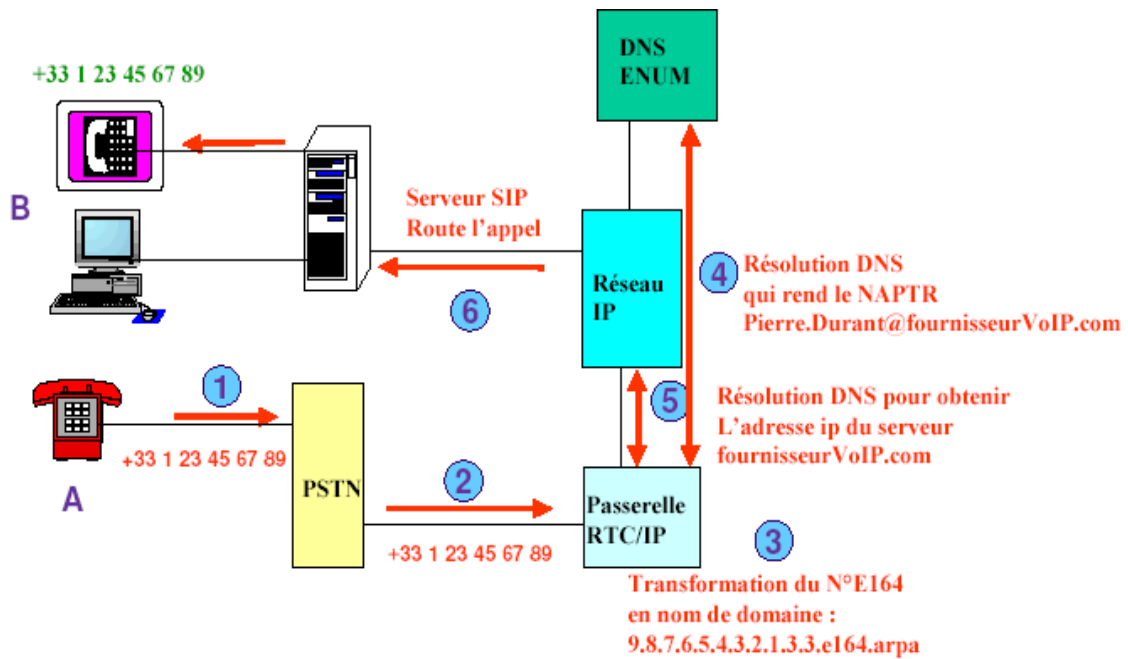 DNS
ENUM
+33 1 23 45 67 89
B
Serveur SIP
Route l'appel
Réseau
IP
4
Résolution DNS
qui rend le NAPTR
Pierre.Durant@fournisseurVoIP.com
6
1
+33 1 23 45 67 89
A
PSTN
2
+33 1 23 45 67 89
5
Résolution DNS pour obtenir
L'adresse ip du serveur
fournisseurVoIP.com
Passerelle
RTC/IP
3
Transformation du N°E164
en nom de domaine :
9.8.7.6.5.4.3.2.1.3.3.e164.arpa